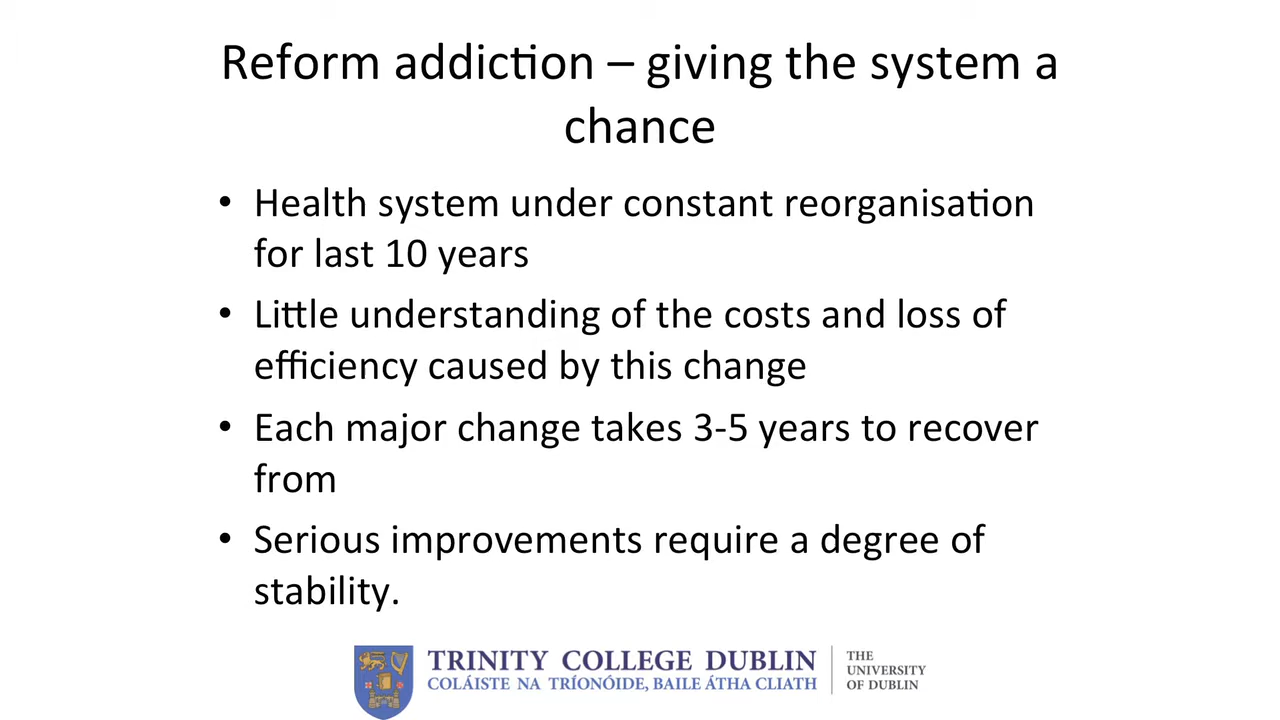 Reform addiction – giving the system a
chance
• Health system under constant reorganisation
for last 10 years
• Little understanding of the costs and loss of
efficiency caused by this change
• Each major change takes 3-5 years to recover
from
• Serious improvements require a degree of
stability.
TRINITY COLLEGE DUBLIN
COLÁISTE NA TRÍONÓIDE, BAILE ÁTHA CLIATH
THE
UNIVERSITY
OF DUBLIN